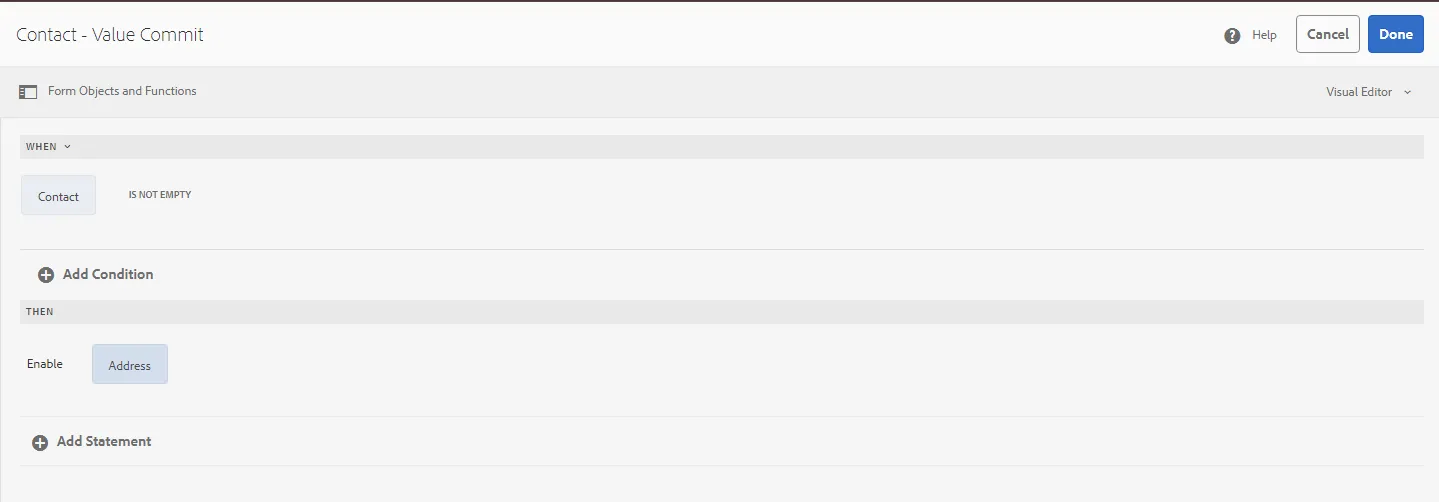 Contact - Value Commit
Help
Cancel
Done
Form Objects and Functions
Visual Editor
WHEN
Contact
IS NOT EMPTY
Add Condition
THEN
Enable
Address
Add Statement